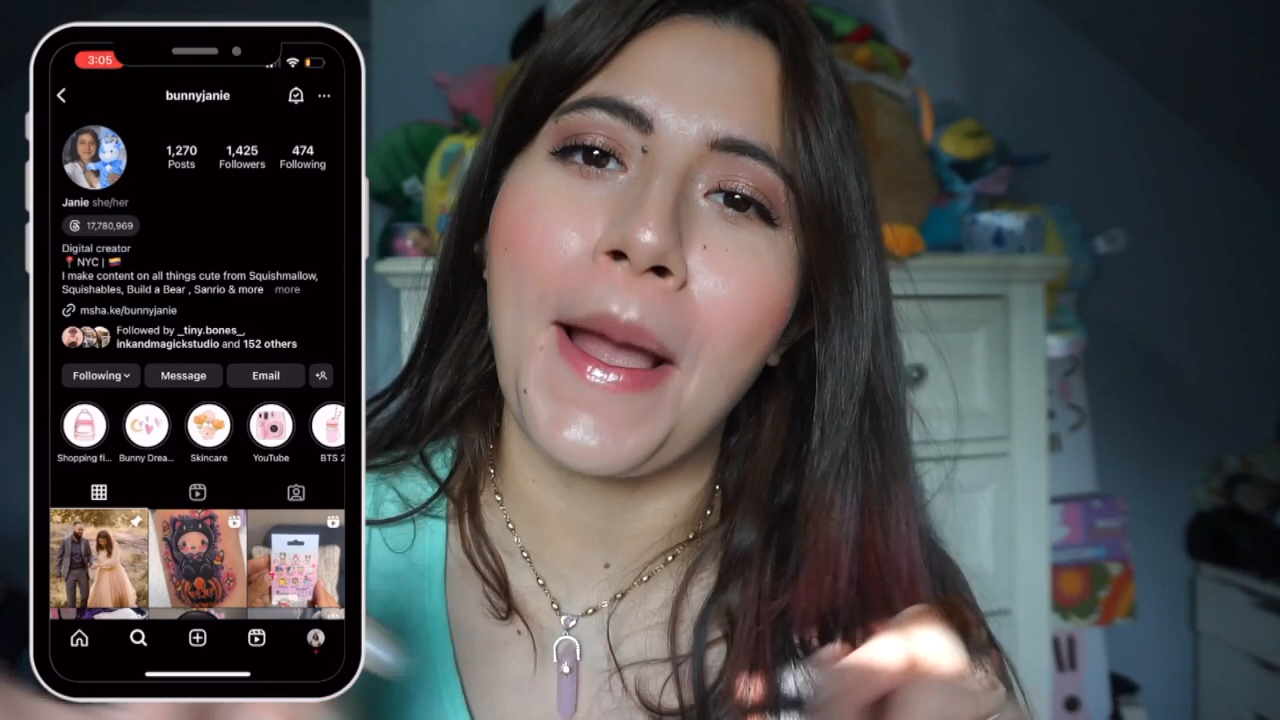 3:05
bunnyjanie
1,270 1,425 474
Posts Followers Following
Janie she/her
17,780,969
Digital creator
NYC |
I make content on all things cute from Squishmallow,
Squishables, Build a Bear , Sanrio & more more
msha.ke/bunnyjanie
Followed by _tiny.bones_,
inkandmagickstudio and 152 others
Following Message Email
Shopping fi... Bunny Drea... Skincare YouTube BTS 2